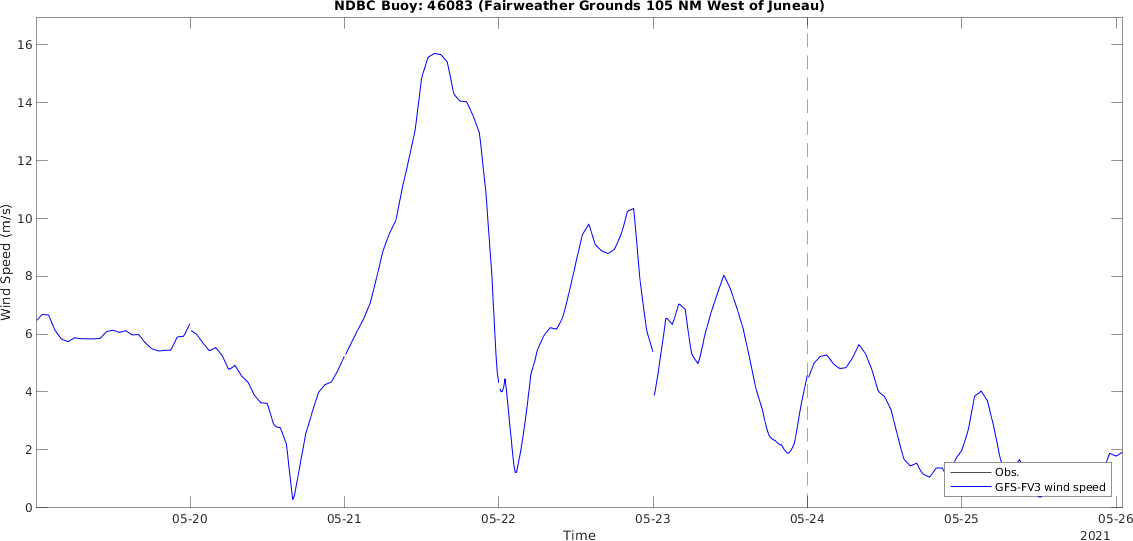 NDBC Buoy: 46083 (Fairweather Grounds 105 NM West of Juneau)
16
14
12
10
8
6
4
2
0
Wind Speed (m/s)
Obs.
GFS-FV3 wind speed
05-20 05-21 05-22 05-23 05-24 05-25 05-26
Time
2021